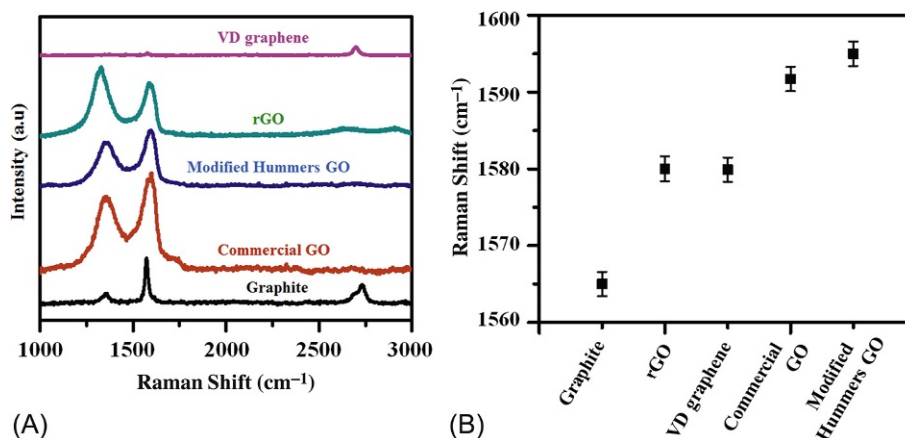 VD graphene
rGO
Modified Hummers GO
Commercial GO
Graphite
Intensity (a.u)
1000 1500 2000 2500 3000
Raman Shift (cm⁻¹)
(A)
1600
1590
1580
1570
1560
Raman Shift (cm⁻¹)
Graphite
rGO
VD graphene
Commercial
GO
Modified
Hummers GO
(B)